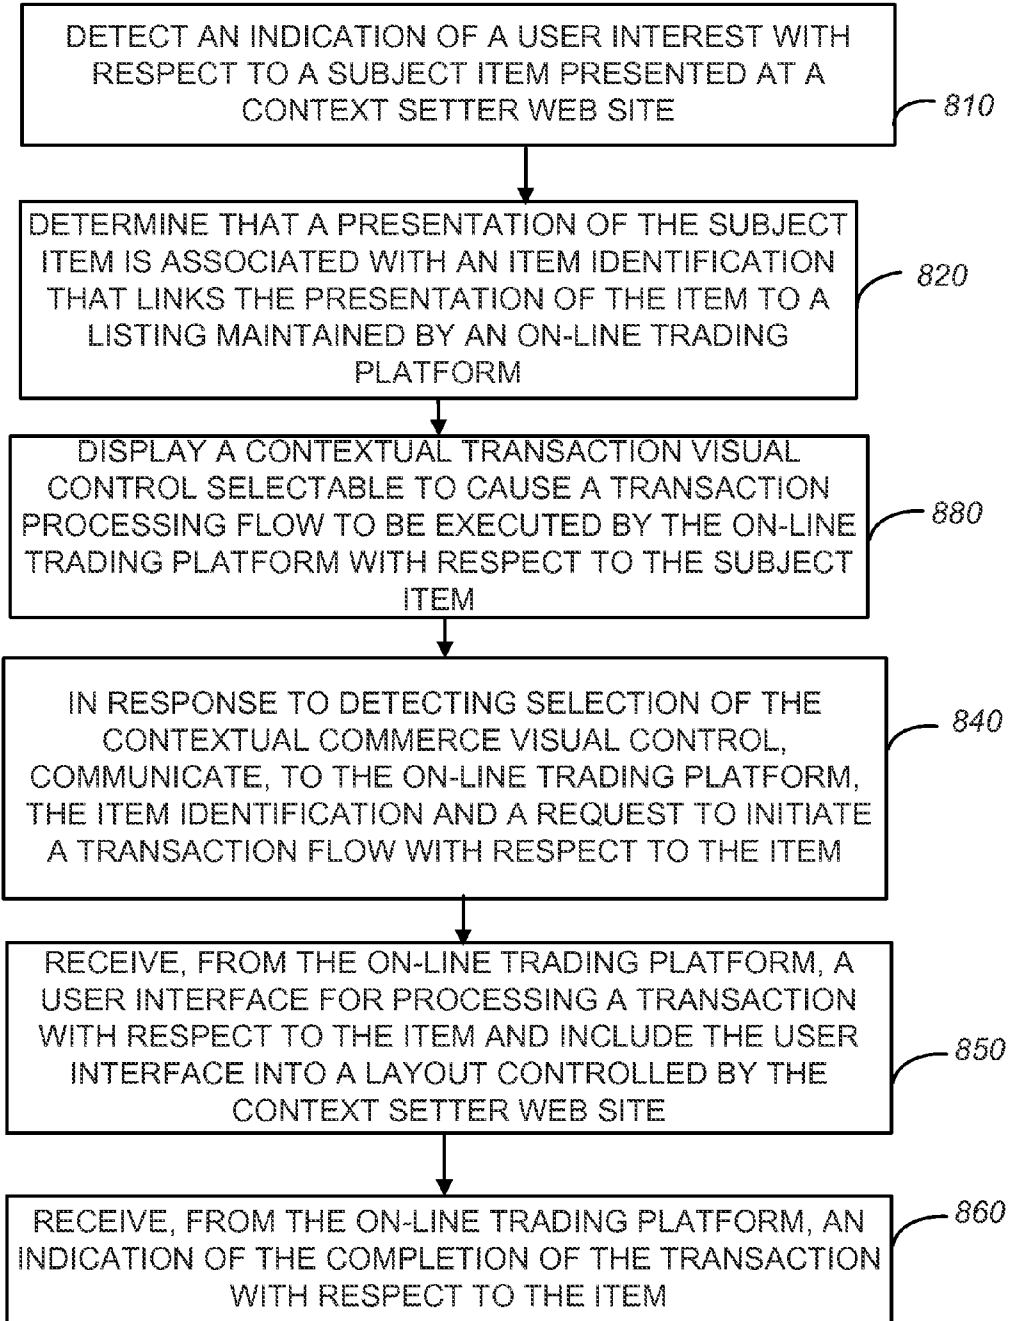 DETECT AN INDICATION OF A USER INTEREST WITH
RESPECT TO A SUBJECT ITEM PRESENTED AT A
CONTEXT SETTER WEB SITE
810
DETERMINE THAT A PRESENTATION OF THE SUBJECT
ITEM IS ASSOCIATED WITH AN ITEM IDENTIFICATION
THAT LINKS THE PRESENTATION OF THE ITEM TO A
LISTING MAINTAINED BY AN ON-LINE TRADING
PLATFORM
820
DISPLAY A CONTEXTUAL TRANSACTION VISUAL
CONTROL SELECTABLE TO CAUSE A TRANSACTION
PROCESSING FLOW TO BE EXECUTED BY THE ON-LINE
TRADING PLATFORM WITH RESPECT TO THE SUBJECT
ITEM
880
IN RESPONSE TO DETECTING SELECTION OF THE
CONTEXTUAL COMMERCE VISUAL CONTROL,
COMMUNICATE, TO THE ON-LINE TRADING PLATFORM,
THE ITEM IDENTIFICATION AND A REQUEST TO INITIATE
A TRANSACTION FLOW WITH RESPECT TO THE ITEM
840
RECEIVE, FROM THE ON-LINE TRADING PLATFORM, A
USER INTERFACE FOR PROCESSING A TRANSACTION
WITH RESPECT TO THE ITEM AND INCLUDE THE USER
INTERFACE INTO A LAYOUT CONTROLLED BY THE
CONTEXT SETTER WEB SITE
850
RECEIVE, FROM THE ON-LINE TRADING PLATFORM, AN
INDICATION OF THE COMPLETION OF THE TRANSACTION
WITH RESPECT TO THE ITEM
860